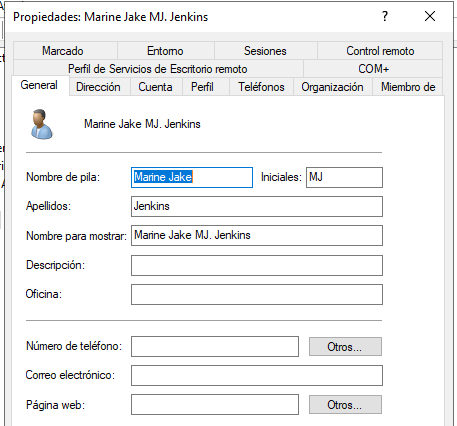 Propiedades: Marine Jake MJ. Jenkins ? ×
Marcado Entorno Sesiones Control remoto
Perfil de Servicios de Escritorio remoto COM+
General Dirección Cuenta Perfil Teléfonos Organización Miembro de
Marine Jake MJ. Jenkins
Nombre de pila: Marine Jake Iniciales: MJ
Apellidos: Jenkins
Nombre para mostrar: Marine Jake MJ. Jenkins
Descripción:
Oficina:
Número de teléfono: Otros...
Correo electrónico:
Página web: Otros...